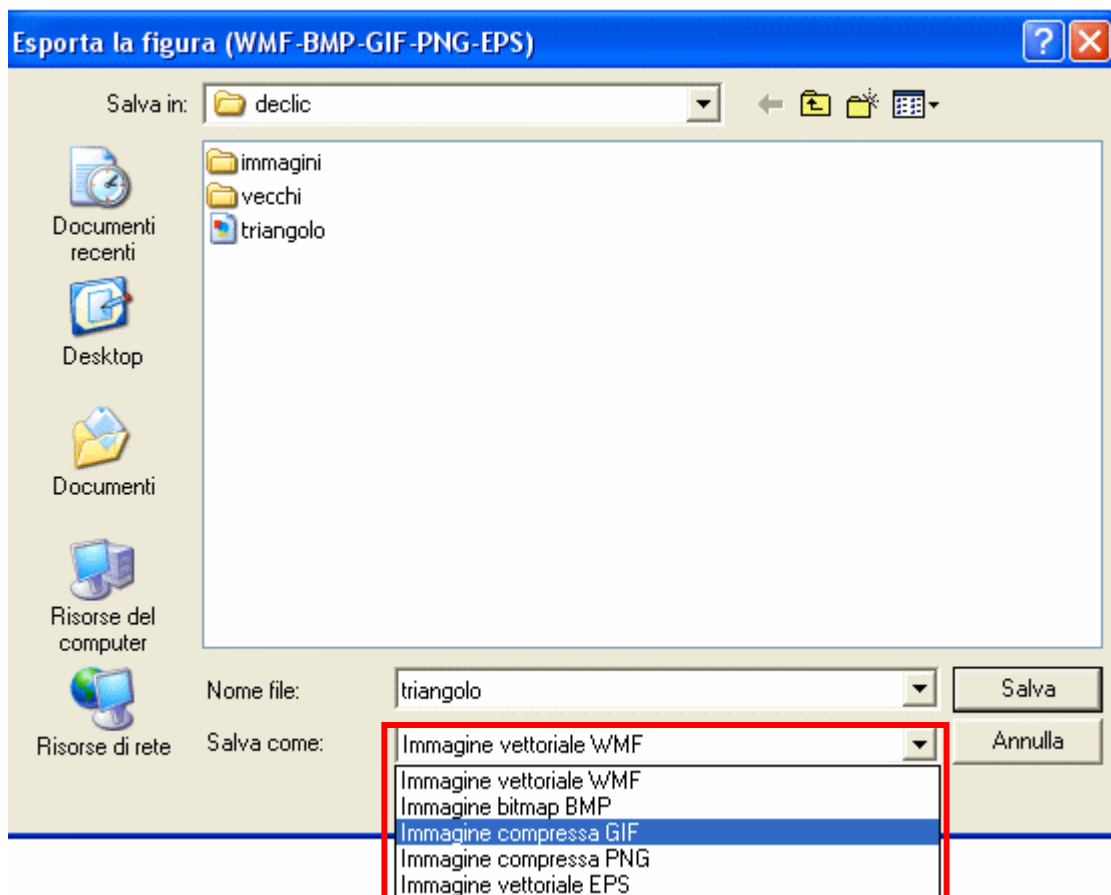 Esporta la figura (WMF-BMP-GIF-PNG-EPS)
Salva in: declic
immagini
vecchi
triangolo
Documenti
recenti
Desktop
Documenti
Risorse del
computer
Risorse di rete
Nome file: triangolo Salva
Salva come: Immagine vettoriale WMF Annulla
Immagine vettoriale WMF
Immagine bitmap BMP
Immagine compressa GIF
Immagine compressa PNG
Immagine vettoriale EPS